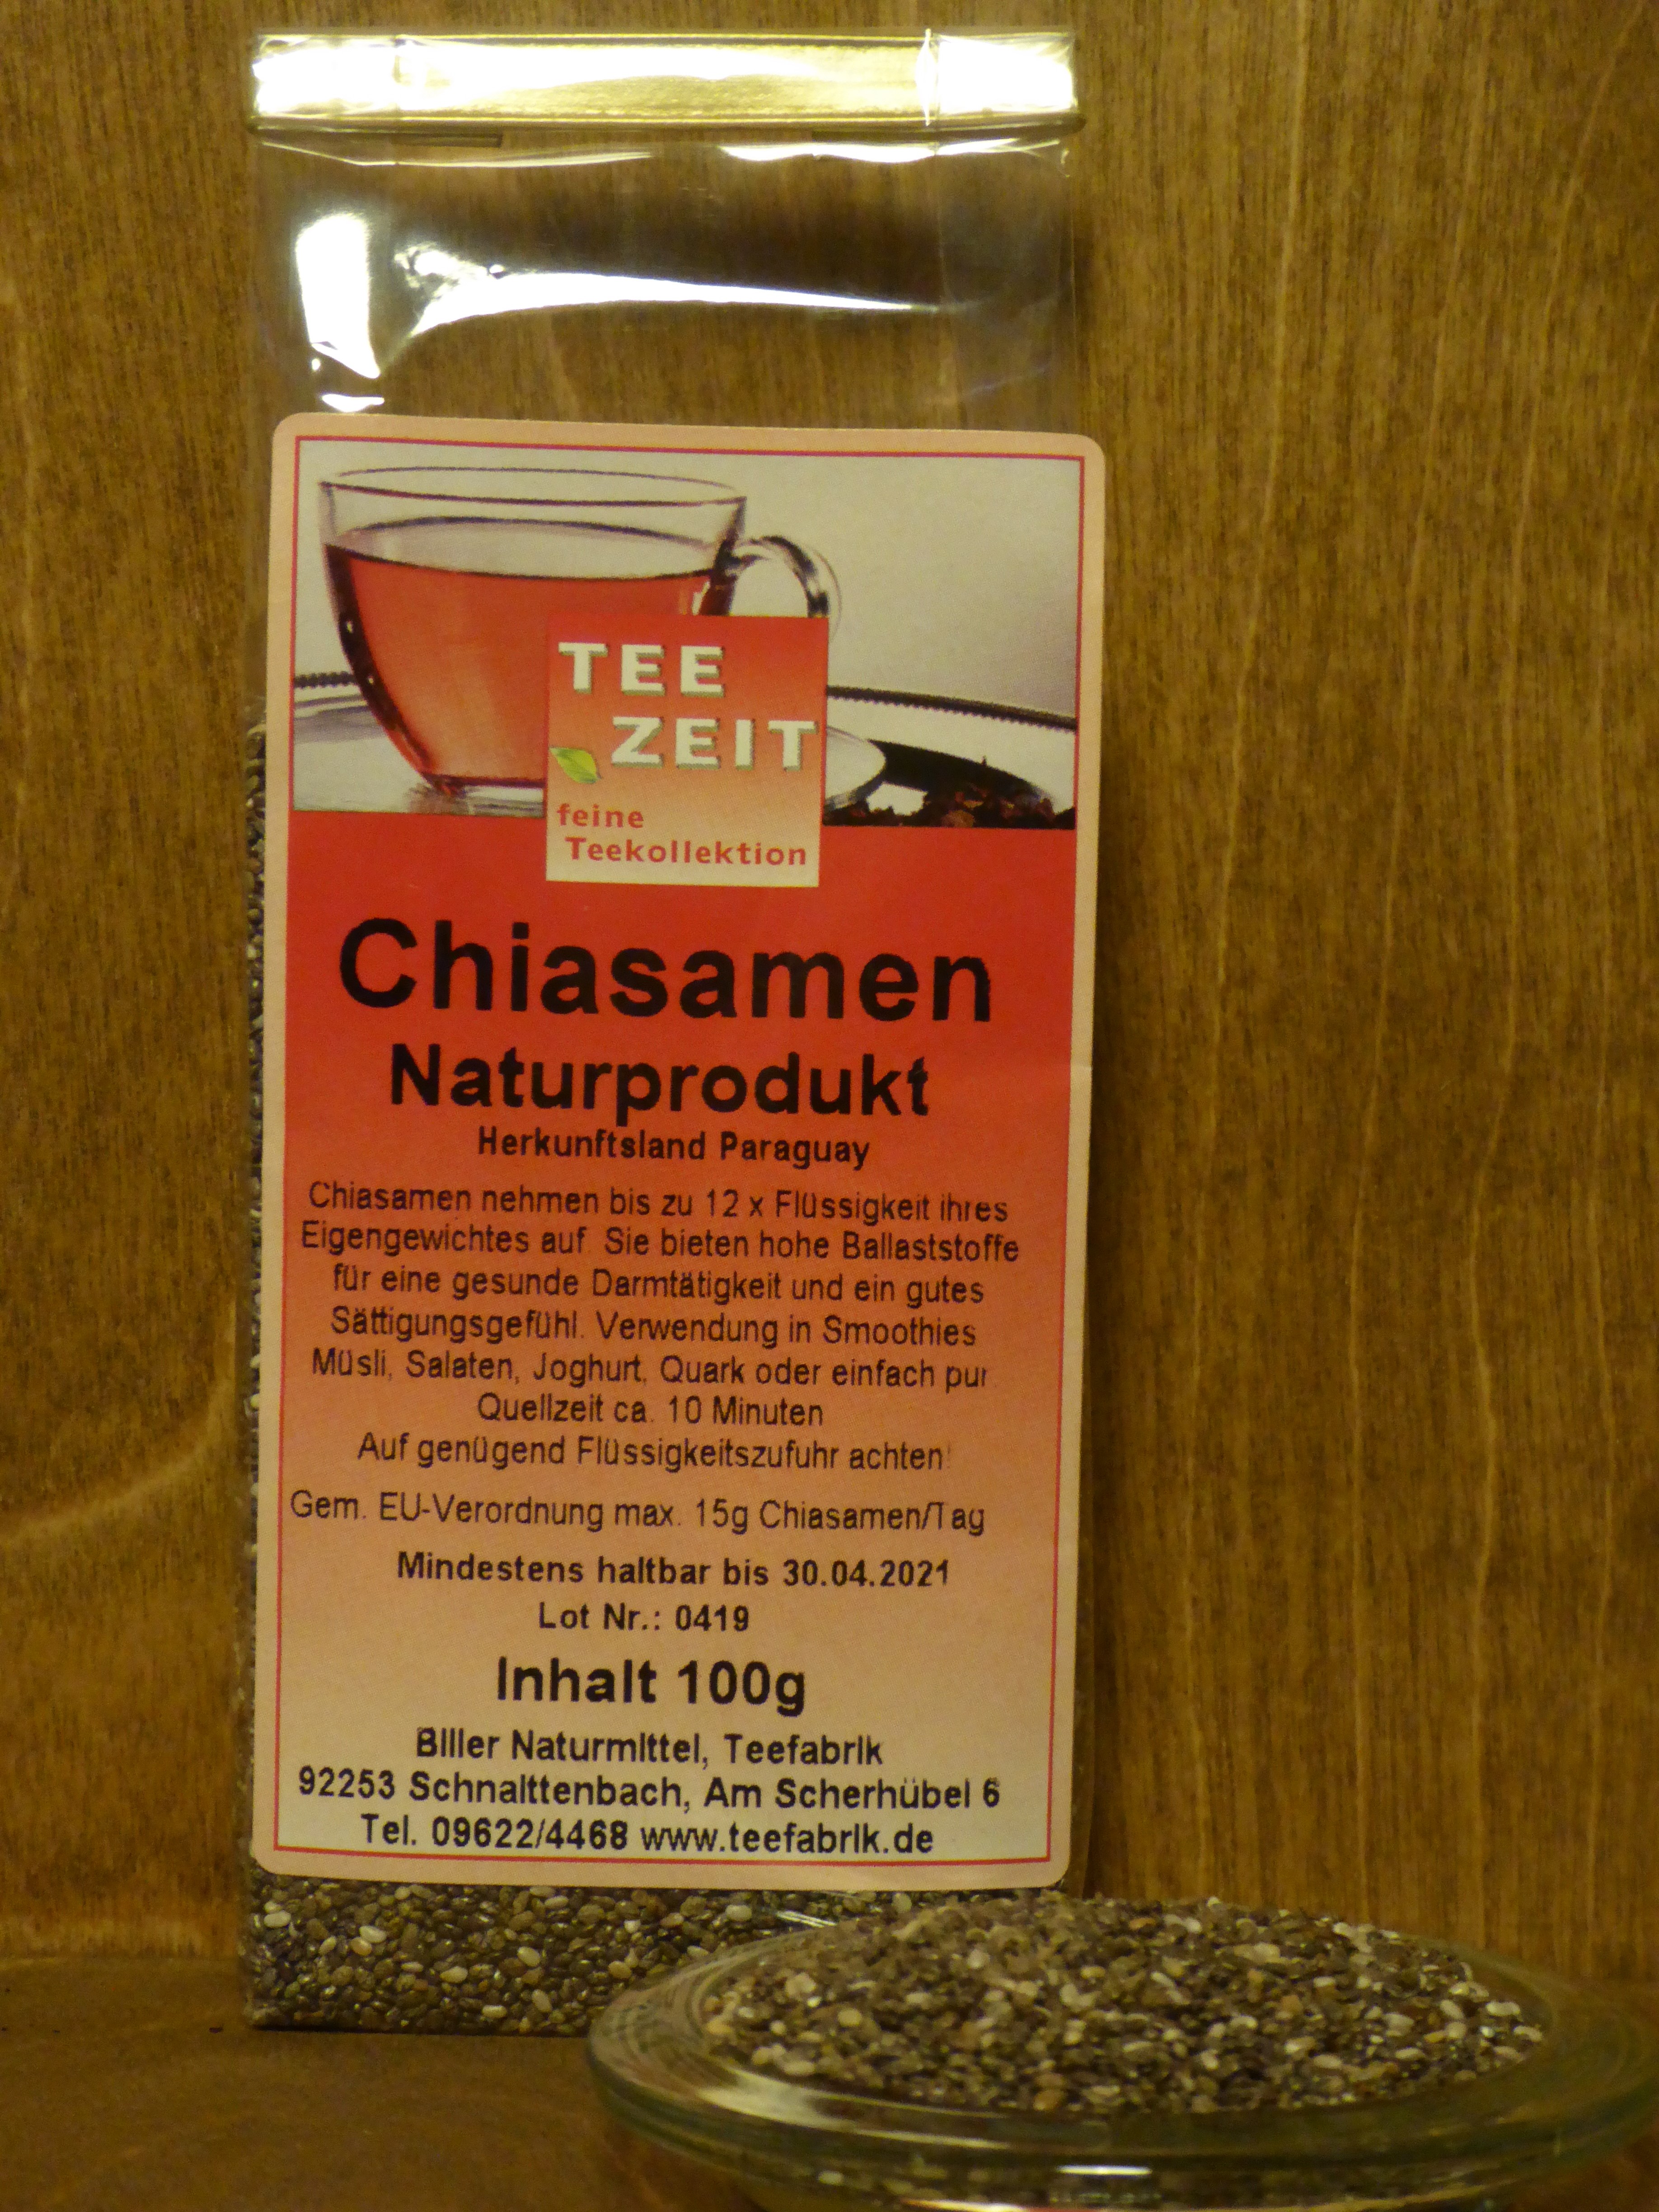 TEE
ZEIT
feine
Teekollektion
Chiasamen
Naturprodukt
Herkunftsland Paraguay
Chiasamen nehmen bis zu 12 x Flüssigkeit ihres
Eigengewichtes auf. Sie bieten hohe Ballaststoffe
für eine gesunde Darmtätigkeit und ein gutes
Sättigungsgefühl. Verwendung in Smoothies
Müsli, Salaten, Joghurt, Quark oder einfach pur.
Quellzeit ca. 10 Minuten
Auf genügend Flüssigkeitszufuhr achten!
Gem. EU-Verordnung max. 15g Chiasamen/Tag
Mindestens haltbar bis 30.04.2021
Lot Nr.: 0419
Inhalt 100g
Biller Naturmittel, Teefabrik
92253 Schnaittenbach, Am Scherhübel 6
Tel. 09622/4468 www.teefabrik.de